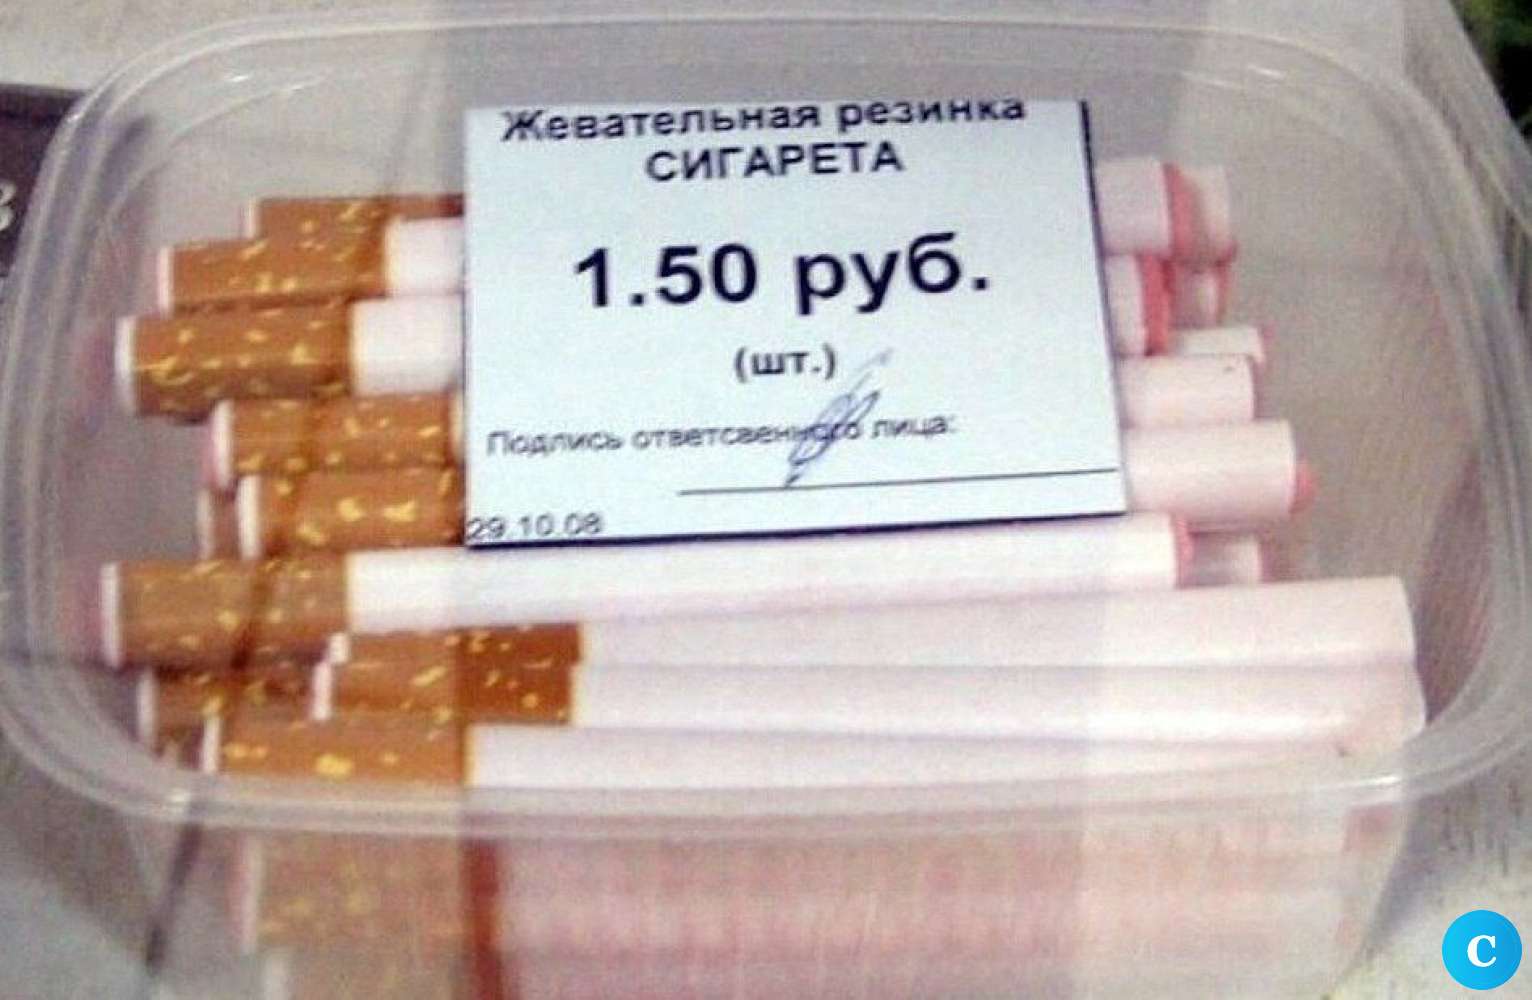 Жевательная резинка
СИГАРЕТА
1.50 руб.
(шт.)
Подпись ответсвенного лица:
29.10.08
C